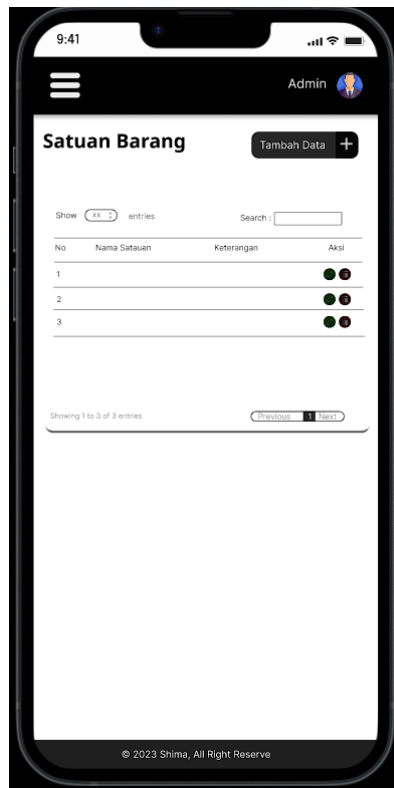 9:41
Admin
Satuan Barang
Tambah Data +
Show xx entries Search :
No Nama Satauan Keterangan Aksi
1
2
3
Showing 1 to 3 of 3 entries Previous 1 Next
© 2023 Shima, All Right Reserve